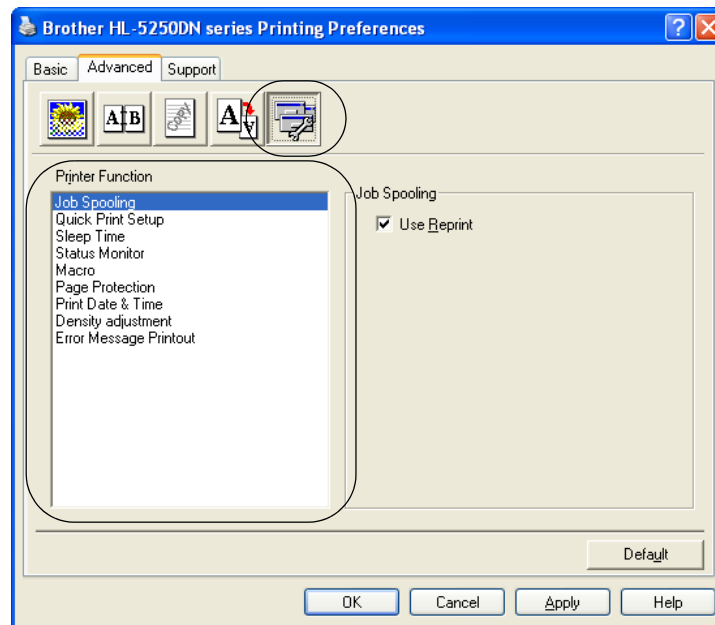 Brother HL-5250DN series Printing Preferences
Basic Advanced Support
A B
Copy
A A
Printer Function
Job Spooling
Quick Print Setup
Sleep Time
Status Monitor
Macro
Page Protection
Print Date & Time
Density adjustment
Error Message Printout
Job Spooling
Use Reprint
Default
OK Cancel Apply Help